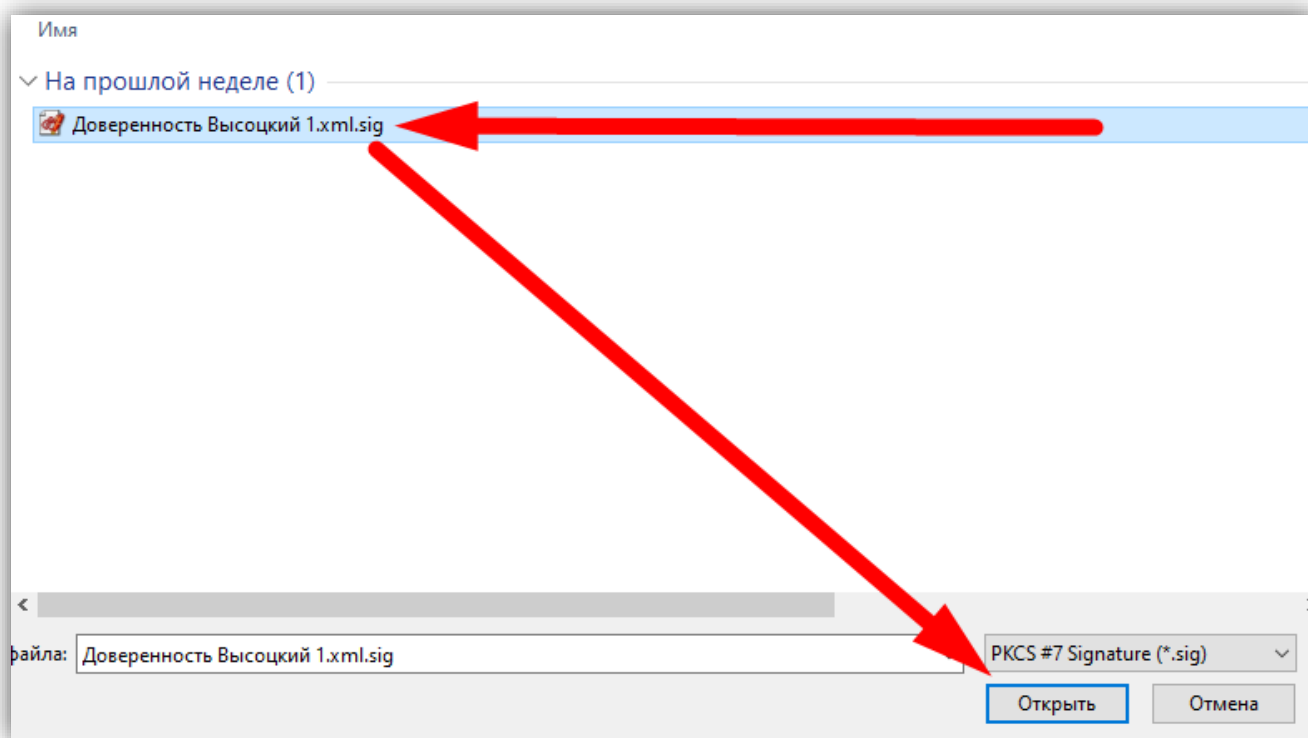 Имя
На прошлой неделе (1)
Доверенность Высоцкий 1.xml.sig
файла: Доверенность Высоцкий 1.xml.sig PKCS #7 Signature (*.sig)
Открыть Отмена